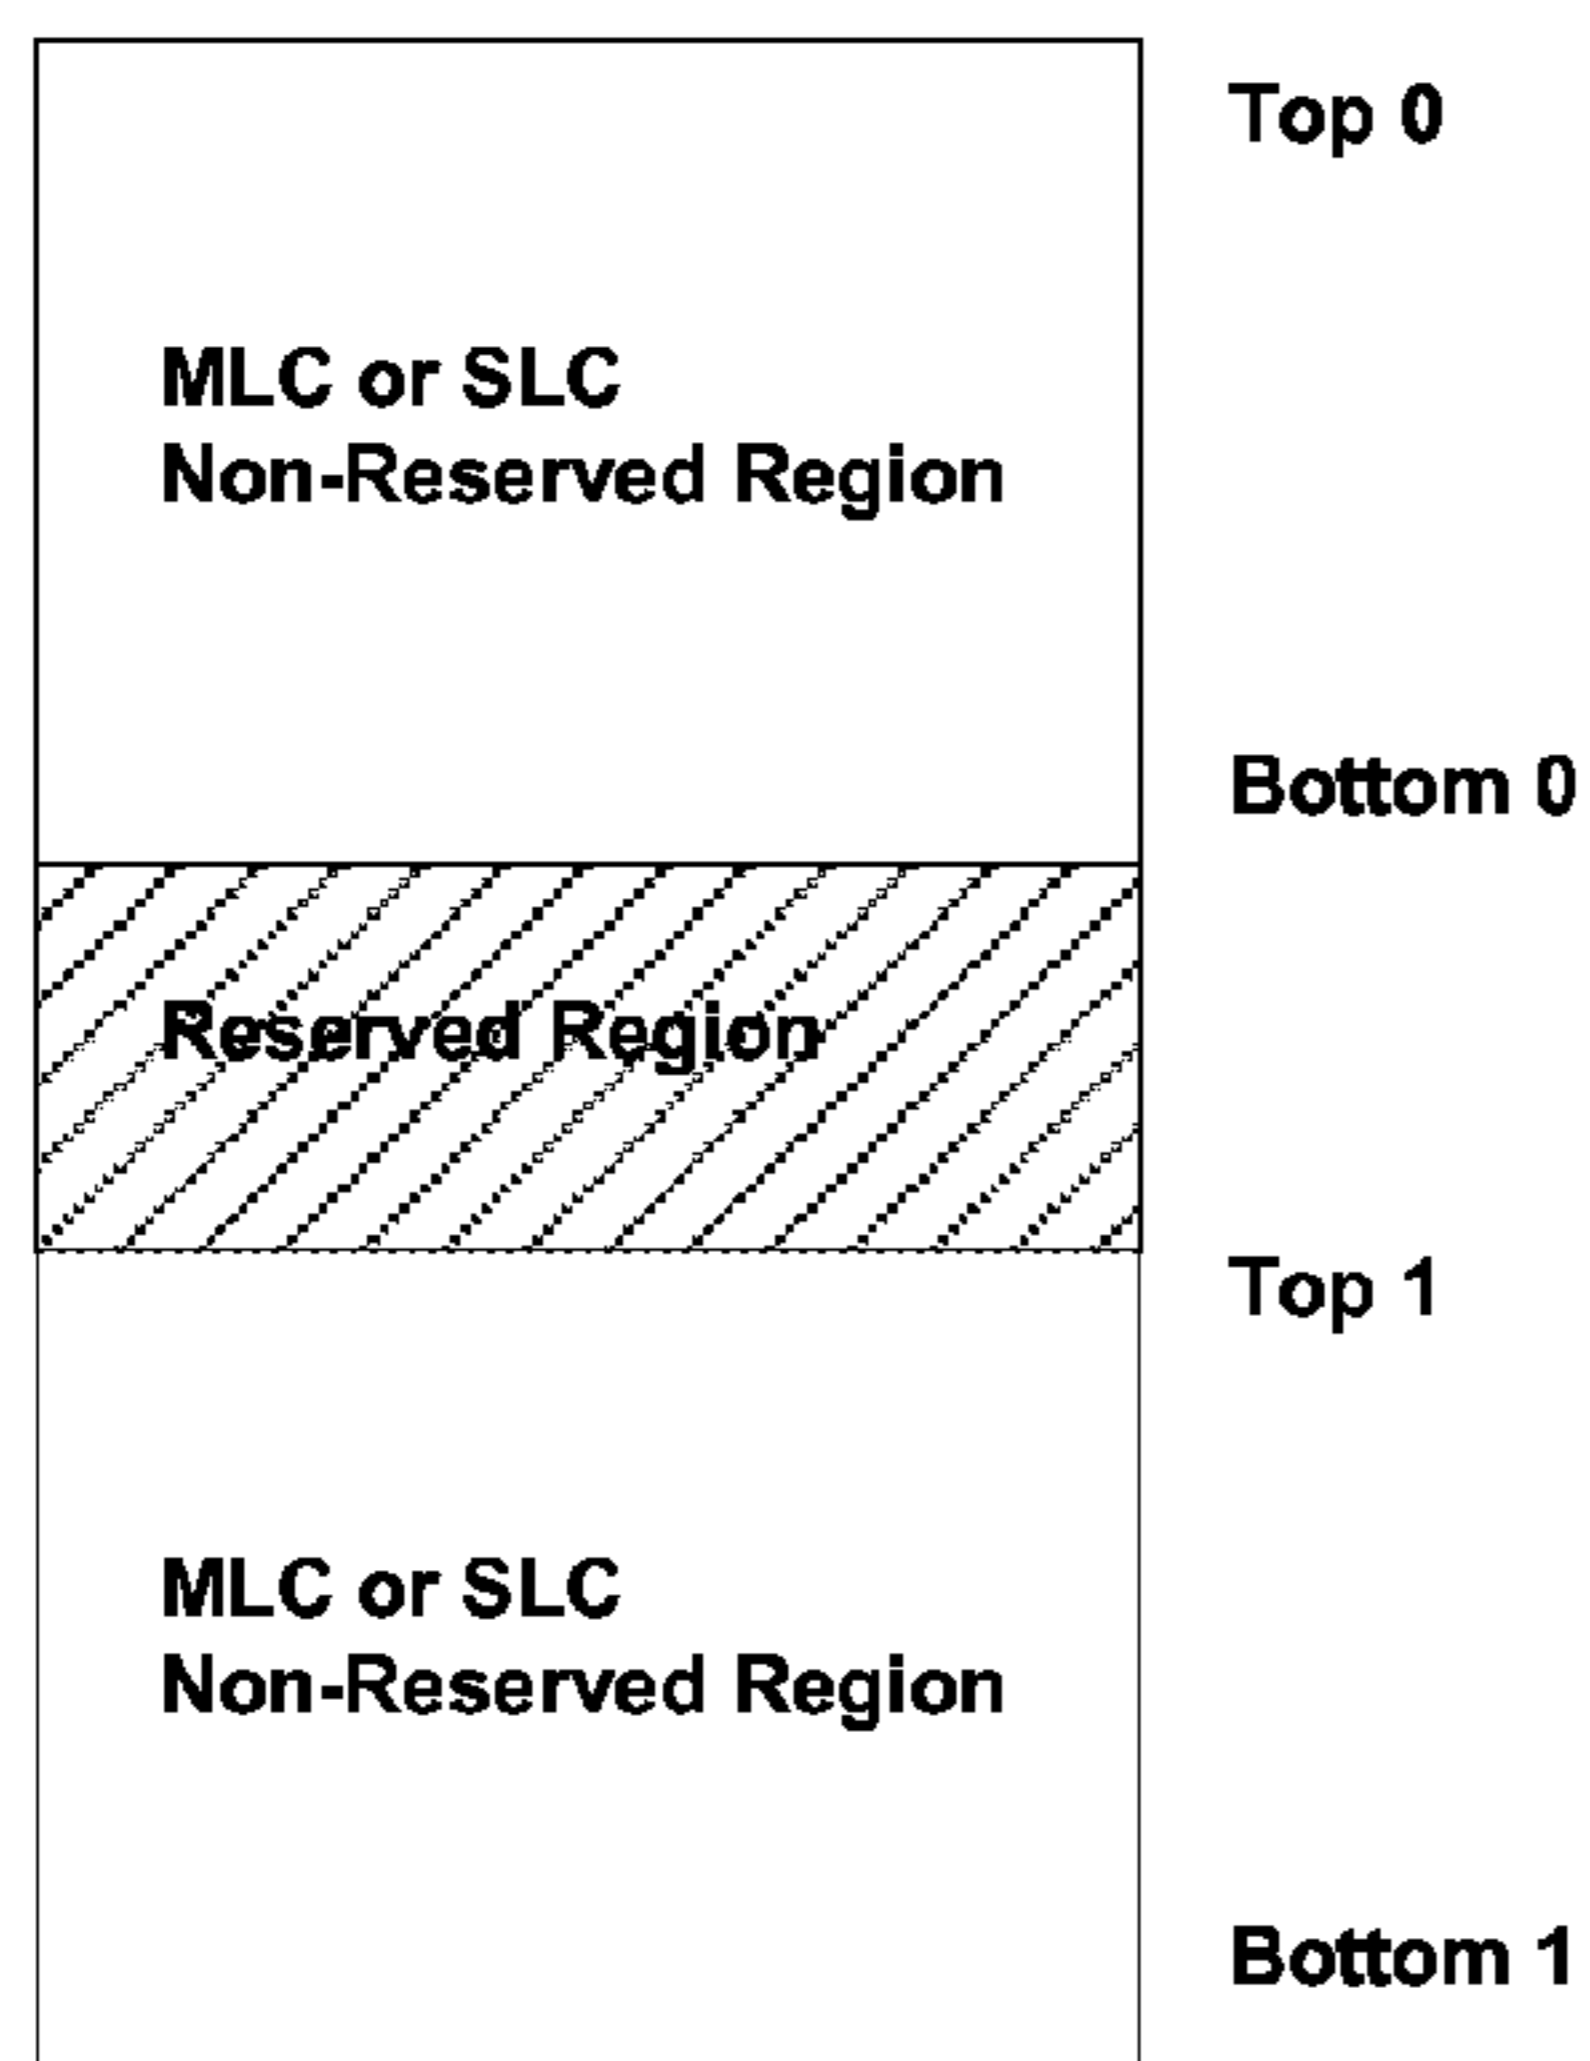 Top 0
MLC or SLC
Non-Reserved Region
Bottom 0
Reserved Region
Top 1
MLC or SLC
Non-Reserved Region
Bottom 1